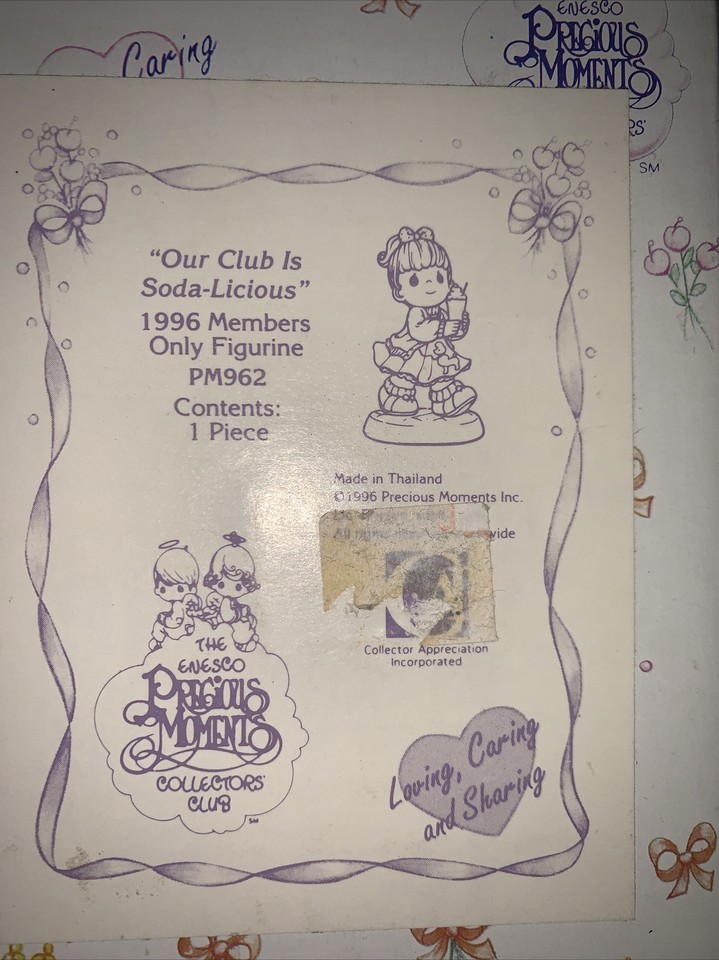 Caring
ENESCO
PRECIOUS
MOMENTS
RS'
SM
“Our Club Is
Soda-Licious”
1996 Members
Only Figurine
PM962
Contents:
1 Piece
Made in Thailand
©1996 Precious Moments Inc.
All wide
Collector Appreciation
Incorporated
THE
ENESCO
PRECIOUS
MOMENTS
COLLECTORS'
CLUB
SM
Loving, Caring
and Sharing